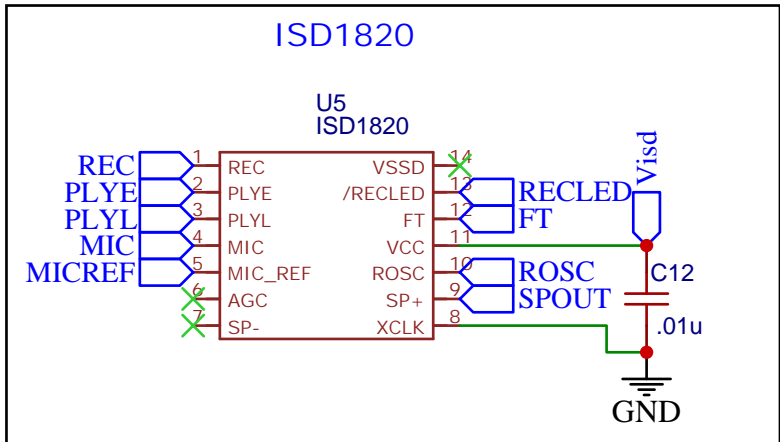 ISD1820
U5
ISD1820
REC 1 REC VSSD 14
PLYE 2 PLYE /RECLED 13 RECLED
PLYL 3 PLYL FT 12 FT
MIC 4 MIC VCC 11
MICREF 5 MIC_REF ROSC 10 ROSC
6 AGC SP+ 9 SPOUT
7 SP- XCLK 8
Visd
C12
.01u
GND